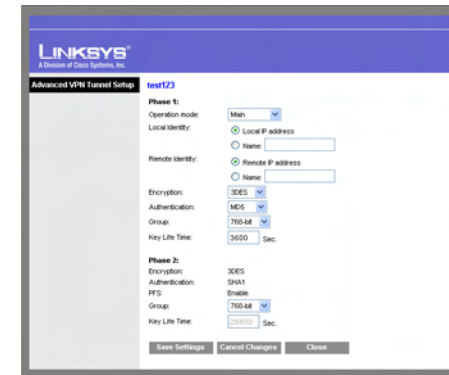 LINKSYS®
A Division of Cisco Systems, Inc.
Advanced VPN Tunnel Setup
test123
Phase 1:
Operation mode: Main
Local Identity: Local IP address
Name:
Remote Identity: Remote IP address
Name:
Encryption: 3DES
Authentication: MD5
Group: 768-bit
Key Life Time: 3600 Sec.
Phase 2:
Encryption: 3DES
Authentication: SHA1
PFS: Enable
Group: 768-bit
Key Life Time: 28800 Sec.
Save Settings Cancel Changes Close